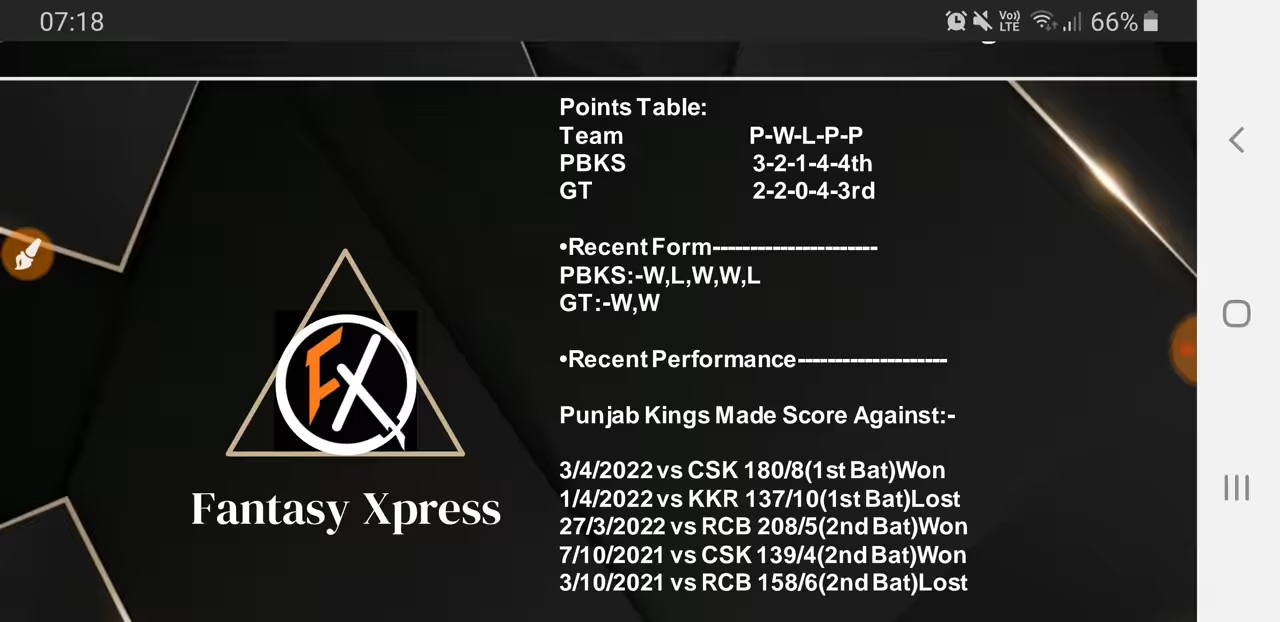 07:18
Vo)) LTE 66%
Points Table:
Team P-W-L-P-P
PBKS 3-2-1-4-4th
GT 2-2-0-4-3rd
•Recent Form----------------------
PBKS:-W,L,W,W,L
GT:-W,W
•Recent Performance--------------------
Punjab Kings Made Score Against:-
3/4/2022 vs CSK 180/8(1st Bat)Won
1/4/2022 vs KKR 137/10(1st Bat)Lost
27/3/2022 vs RCB 208/5(2nd Bat)Won
7/10/2021 vs CSK 139/4(2nd Bat)Won
3/10/2021 vs RCB 158/6(2nd Bat)Lost
FX
Fantasy Xpress